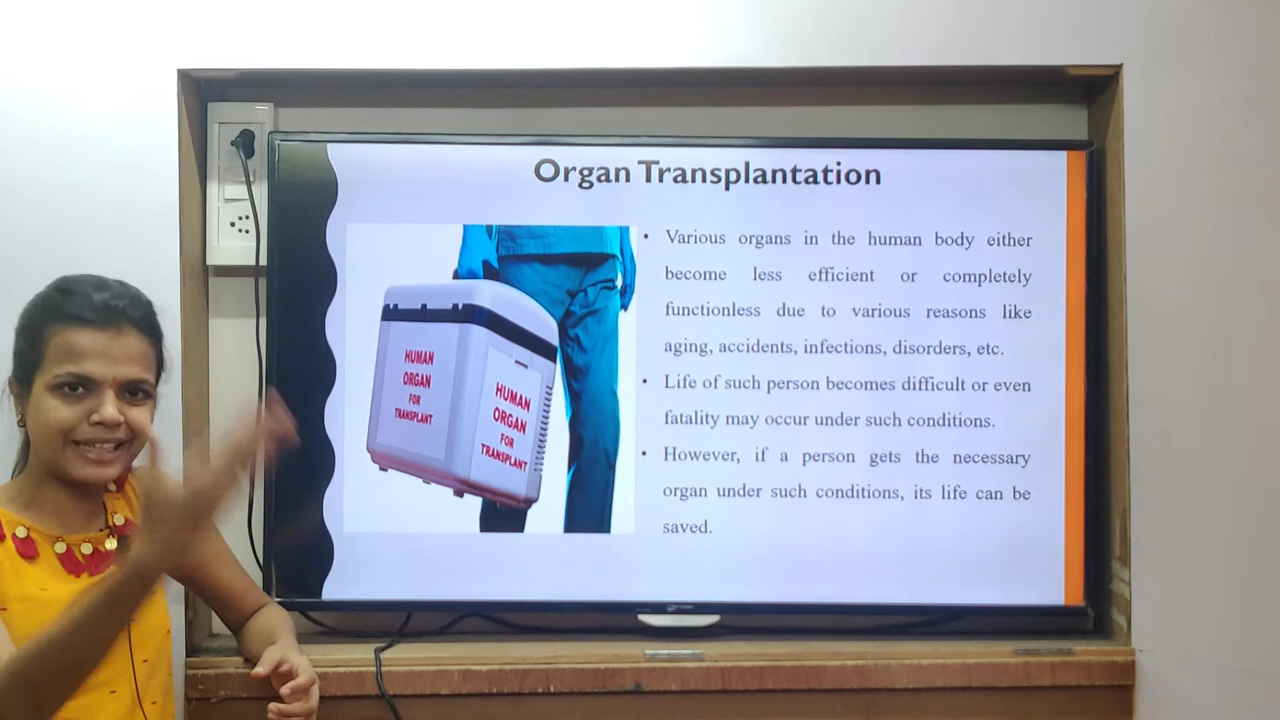 Organ Transplantation
• Various organs in the human body either
become less efficient or completely
functionless due to various reasons like
aging, accidents, infections, disorders, etc.
• Life of such person becomes difficult or even
fatality may occur under such conditions.
• However, if a person gets the necessary
organ under such conditions, its life can be
saved.
HUMAN
ORGAN
FOR
TRANSPLANT
HUMAN
ORGAN
FOR
TRANSPLANT